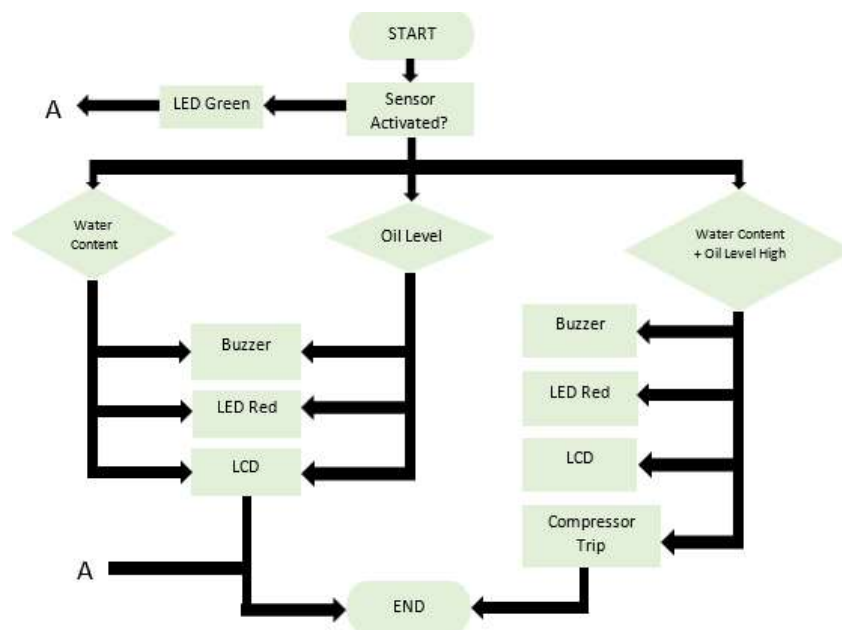 START
A
LED Green
Sensor
Activated?
Water
Content
Oil Level
Water Content
+ Oil Level High
Buzzer
LED Red
LCD
Buzzer
LED Red
LCD
Compressor
Trip
A
END